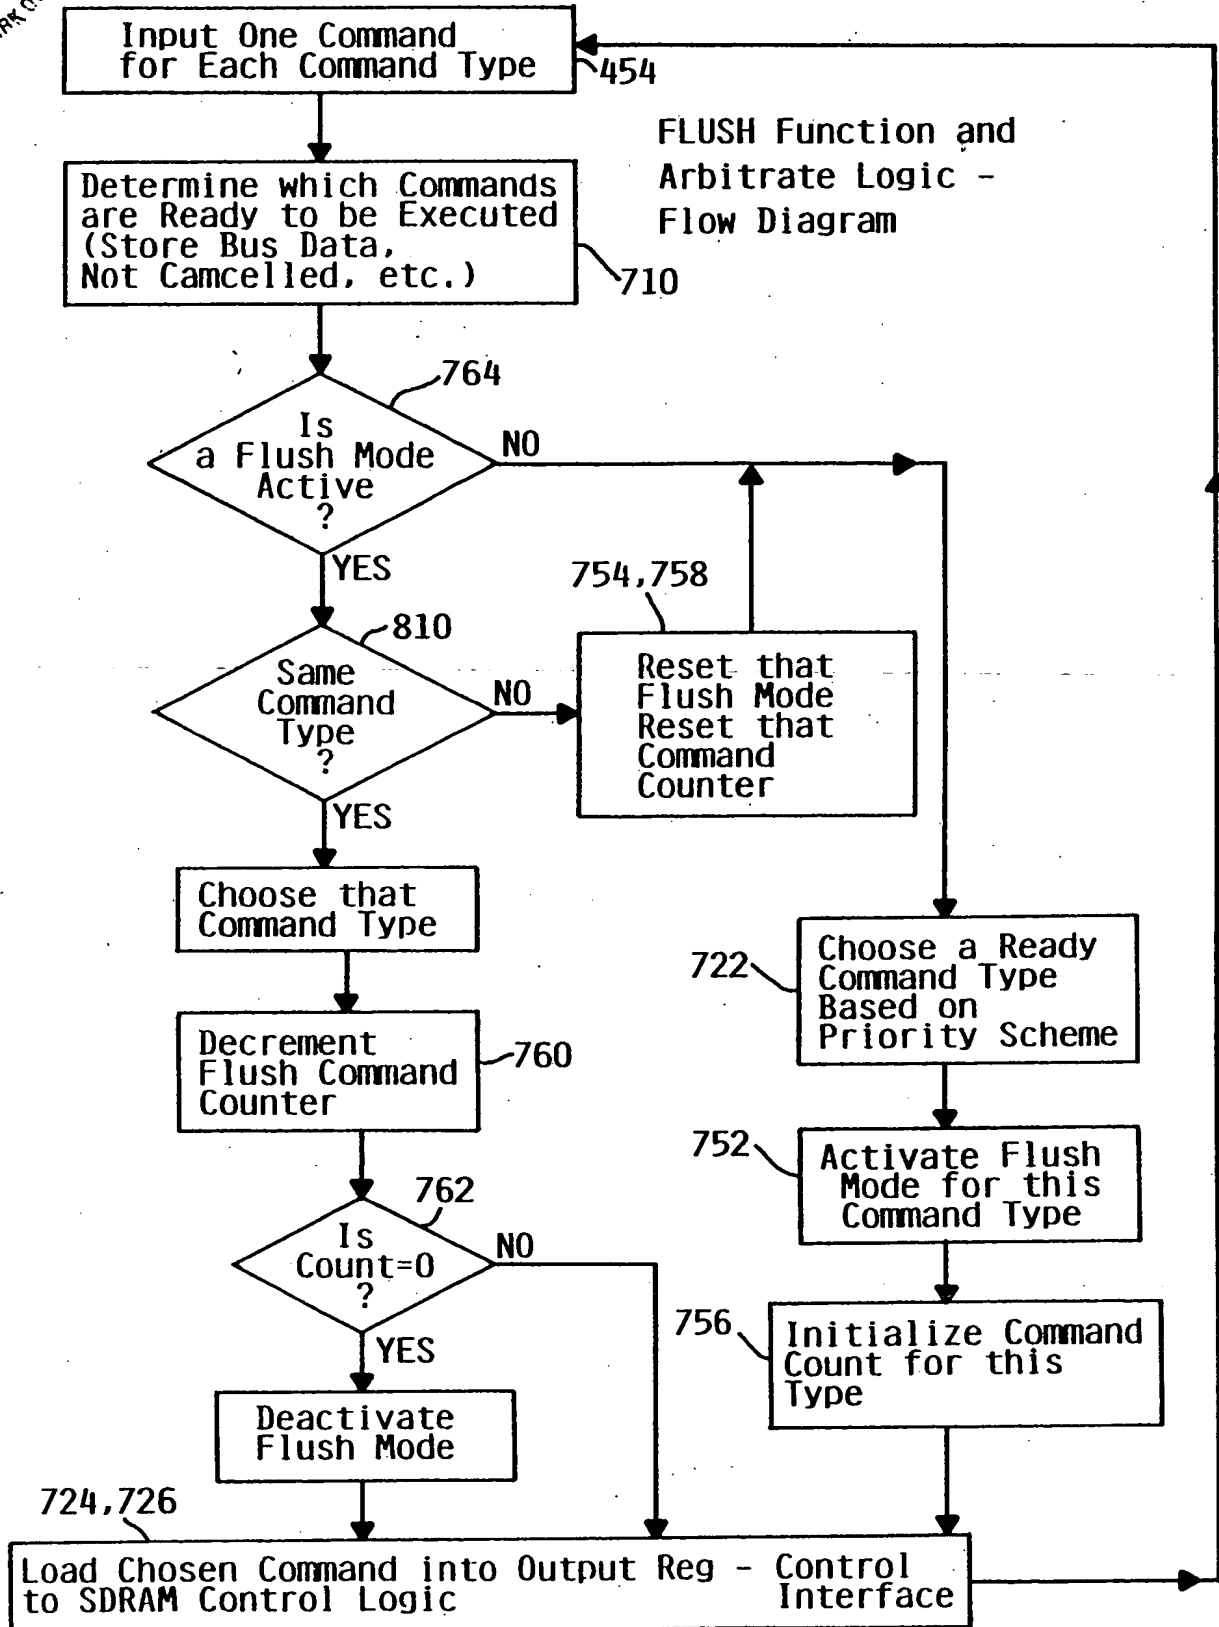 Input One Command
for Each Command Type
454
FLUSH Function and
Arbitrate Logic -
Flow Diagram
Determine which Commands
are Ready to be Executed
(Store Bus Data,
Not Camcelled, etc.)
710
764
Is
a Flush Mode
Active
?
NO
YES
754,758
810
Same
Command
Type
?
NO
Reset that
Flush Mode
Reset that
Command
Counter
YES
Choose that
Command Type
722
Choose a Ready
Command Type
Based on
Priority Scheme
Decrement
Flush Command
Counter
760
752
Activate Flush
Mode for this
Command Type
762
Is
Count=0
?
NO
YES
756
Initialize Command
Count for this
Type
Deactivate
Flush Mode
724,726
Load Chosen Command into Output Reg - Control
to SDRAM Control Logic Interface